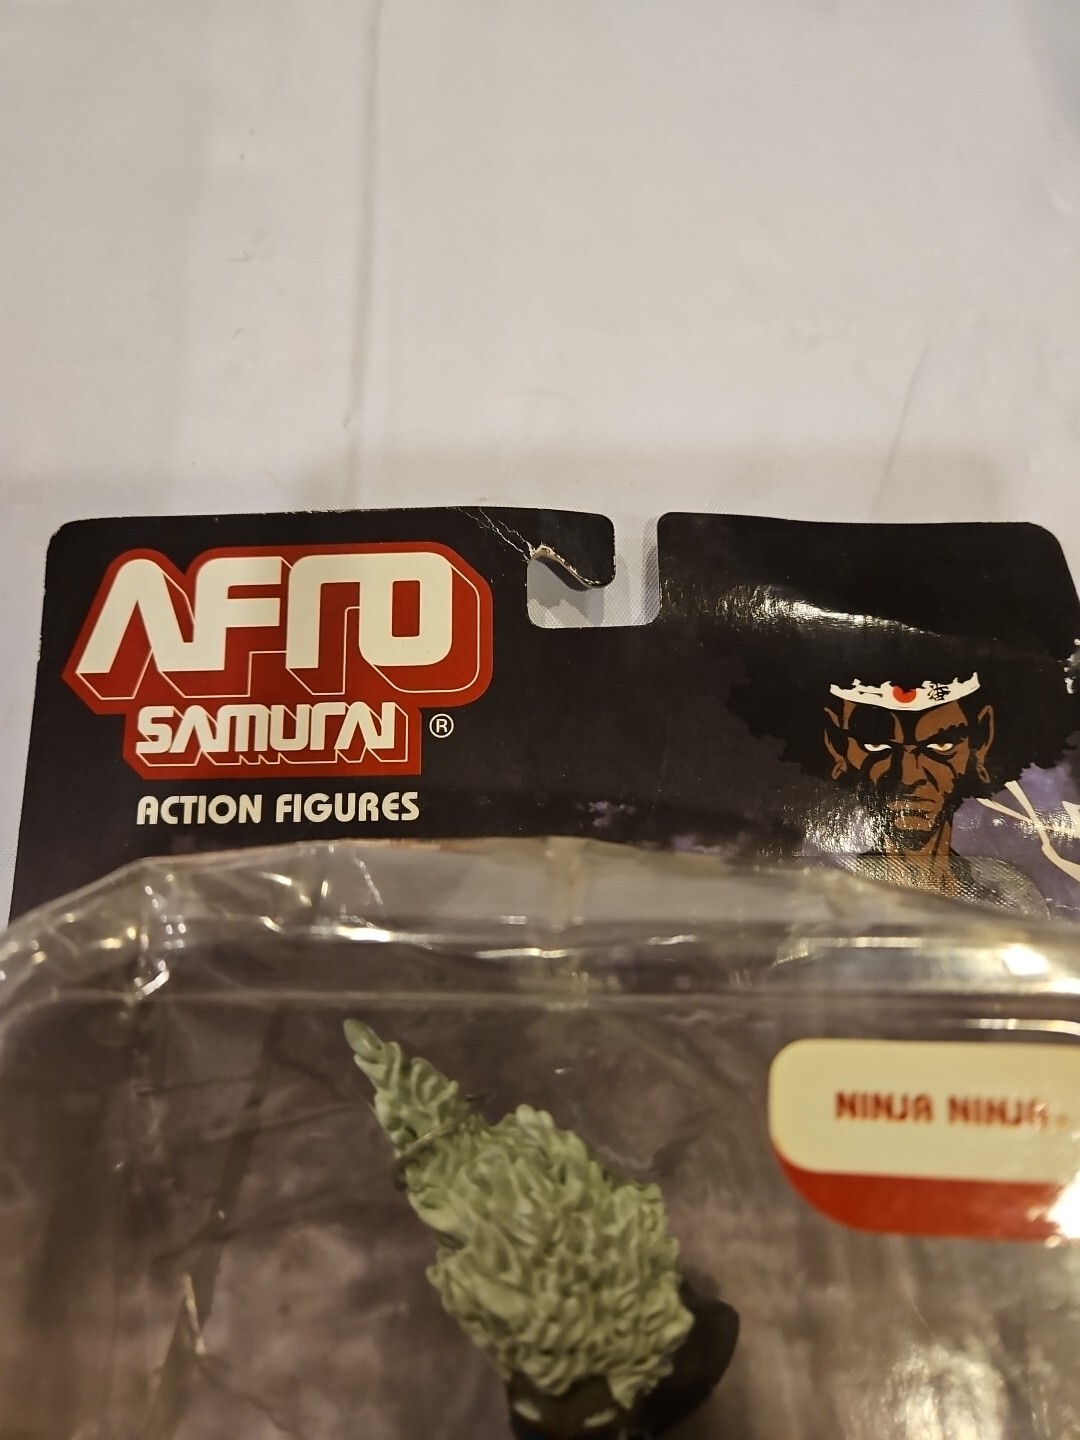 AFRO
SAMURAI ®
ACTION FIGURES
NINJA NINJA